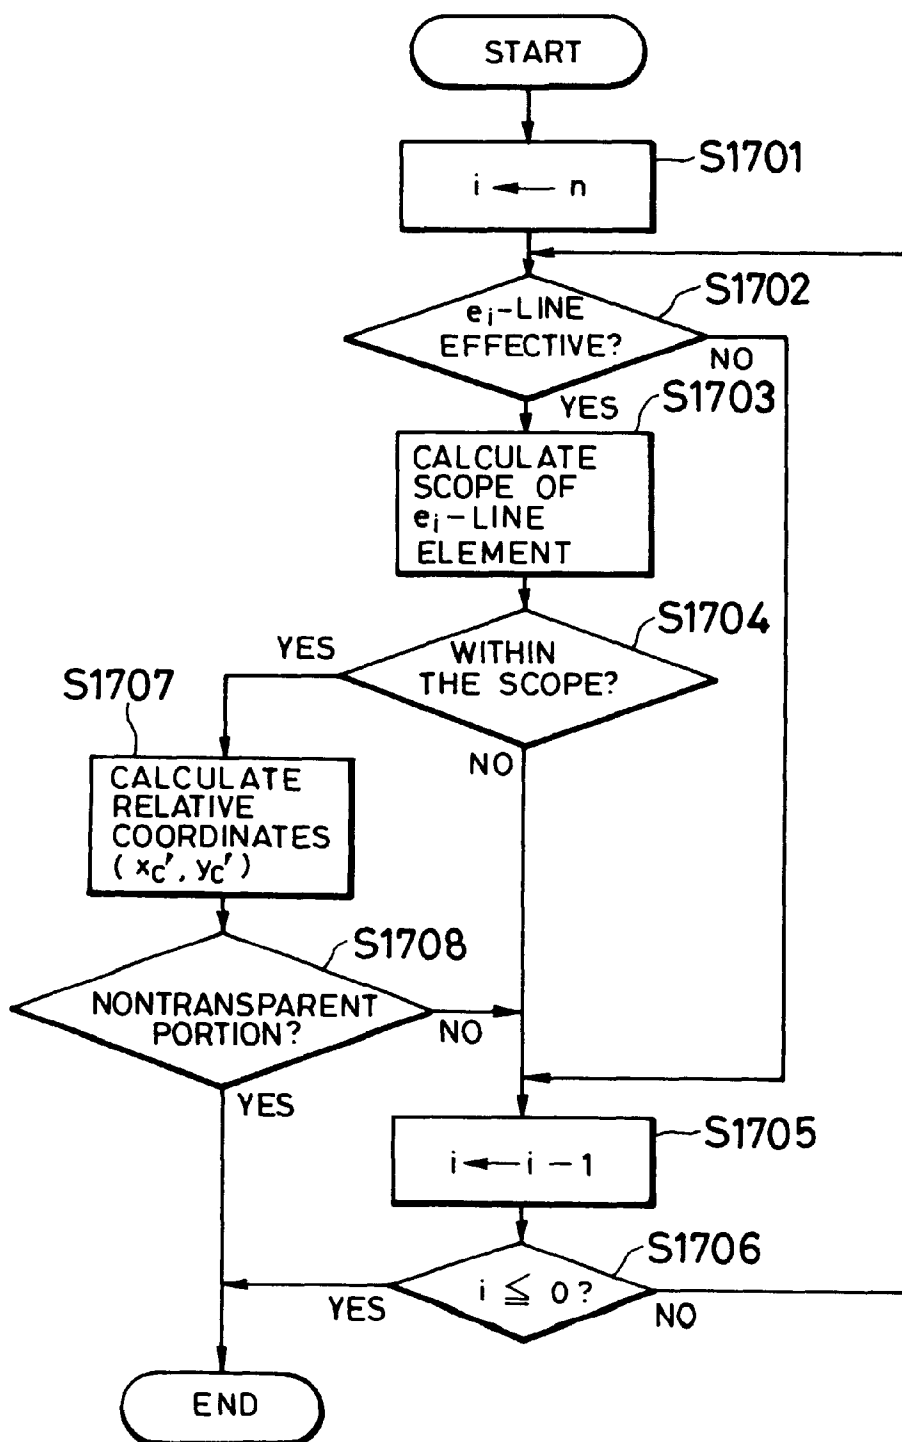 START
S1701
i ← n
S1702
ei-LINE
EFFECTIVE?
NO
YES
S1703
CALCULATE
SCOPE OF
ei-LINE
ELEMENT
S1704
YES
WITHIN
THE SCOPE?
S1707
NO
CALCULATE
RELATIVE
COORDINATES
(xc', yc')
S1708
NONTRANSPARENT
PORTION?
NO
YES
S1705
i ← i - 1
S1706
i ≦ 0?
YES
NO
END